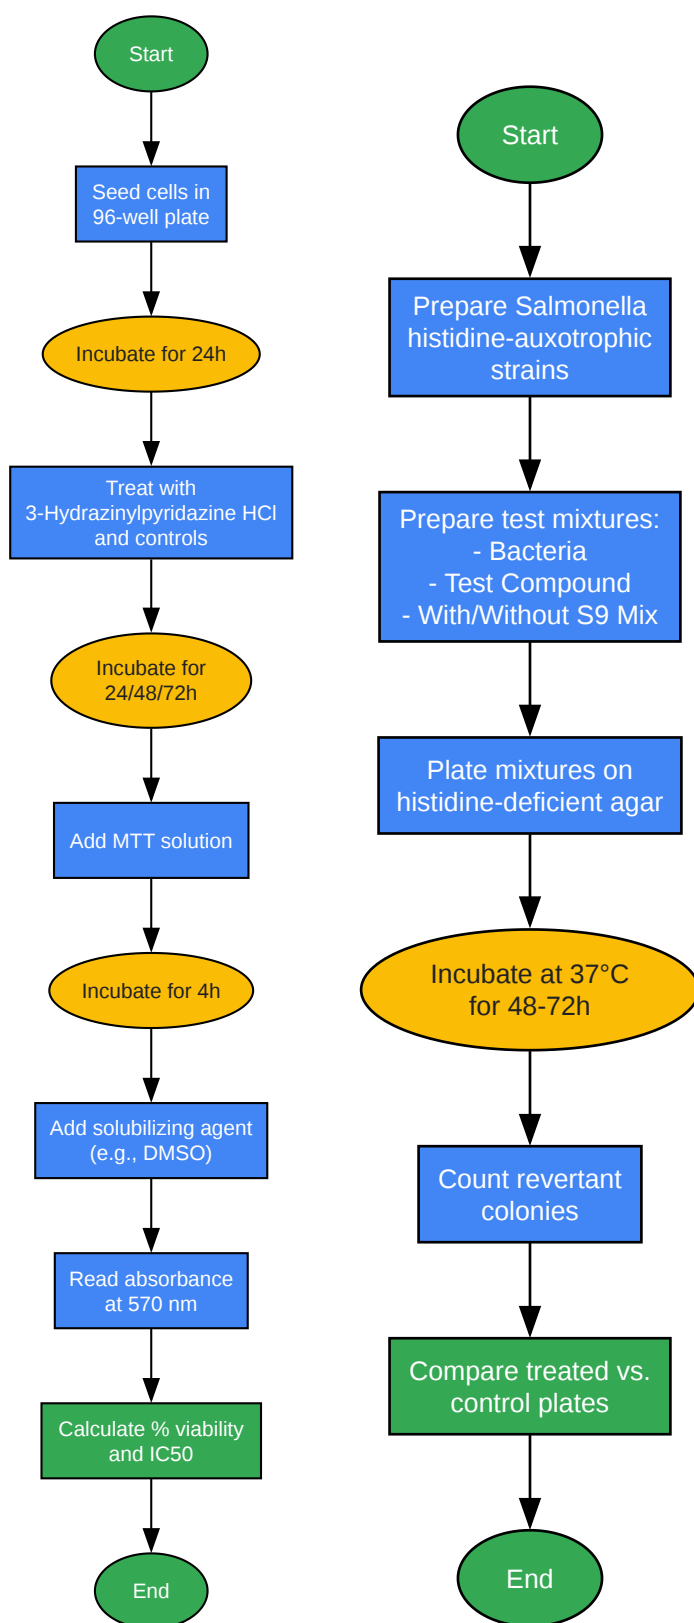 Start
Seed cells in
96-well plate
Incubate for 24h
Treat with
3-Hydrazinylpyridazine HCl
and controls
Incubate for
24/48/72h
Add MTT solution
Incubate for 4h
Add solubilizing agent
(e.g., DMSO)
Read absorbance
at 570 nm
Calculate % viability
and IC50
End
Start
Prepare Salmonella
histidine-auxotrophic
strains
Prepare test mixtures:
- Bacteria
- Test Compound
- With/Without S9 Mix
Plate mixtures on
histidine-deficient agar
Incubate at 37°C
for 48-72h
Count revertant
colonies
Compare treated vs.
control plates
End